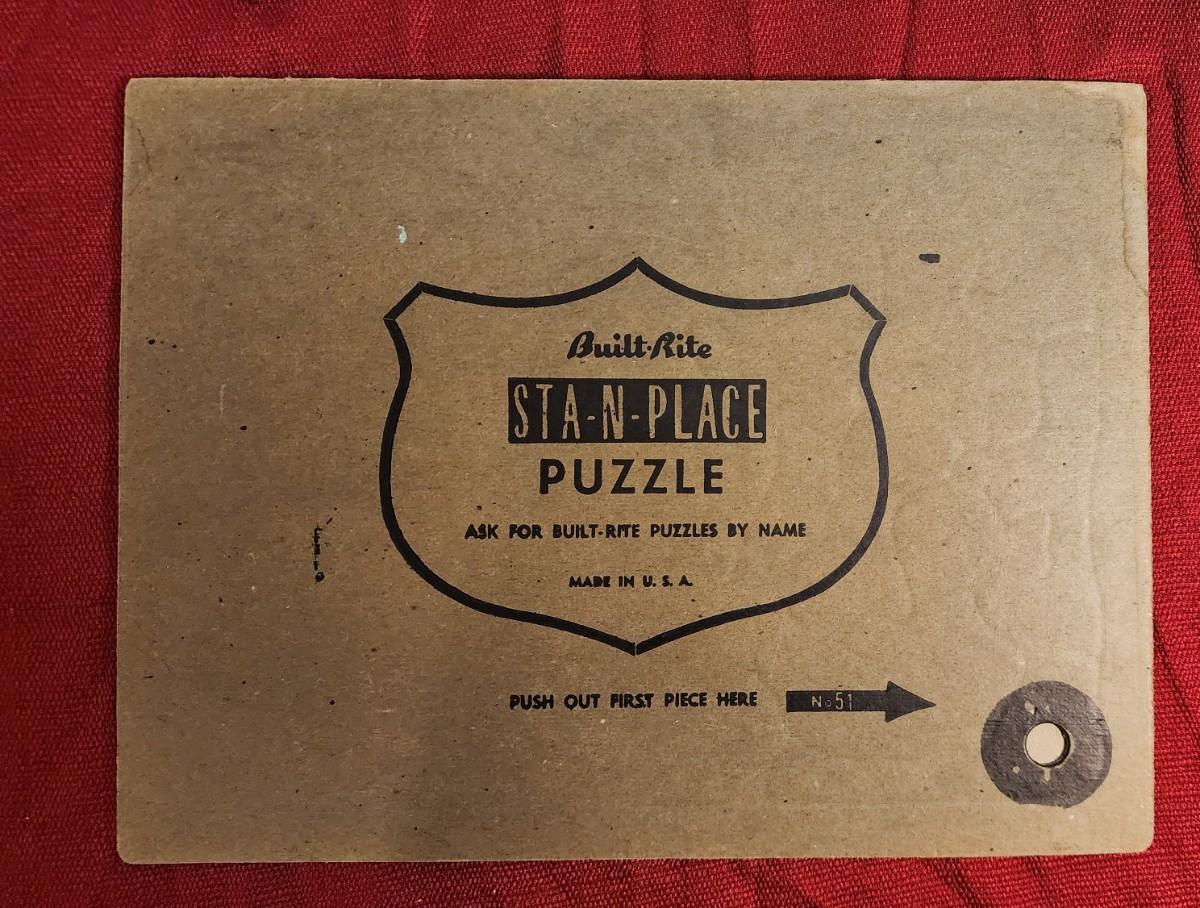 Built-Rite
STA-N-PLACE
PUZZLE
ASK FOR BUILT-RITE PUZZLES BY NAME
MADE IN U. S. A.
PUSH OUT FIRST PIECE HERE
No 51